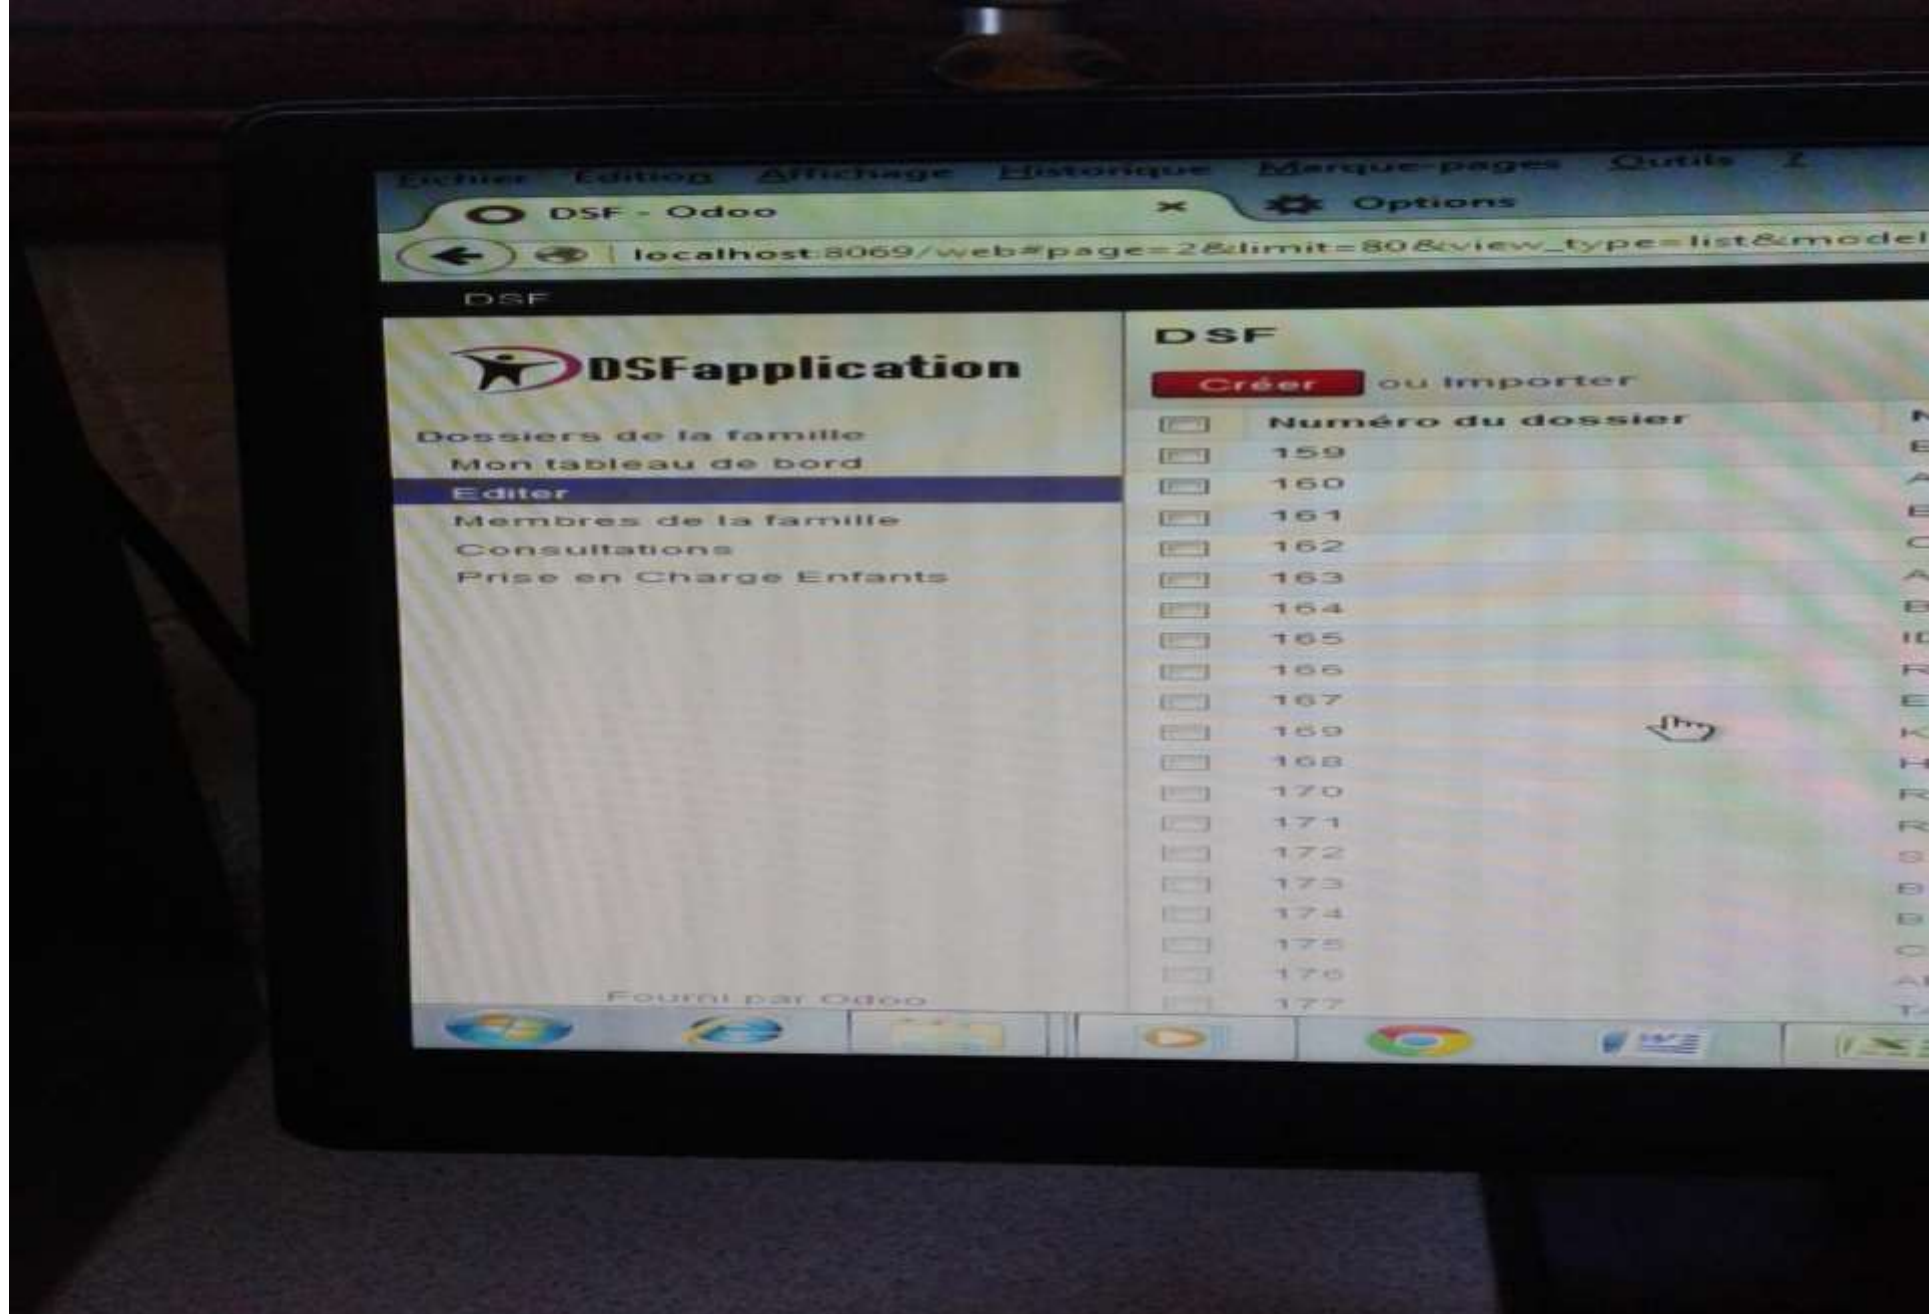 Fichier Edition Affichage Historique Marque-pages Outils ?
DSF - Odoo × Options
localhost:8069/web#page=2&limit=80&view_type=list&model
DSF
DSFapplication
Dossiers de la famille
Mon tableau de bord
Editer
Membres de la famille
Consultations
Prise en Charge Enfants
Fourni par Odoo
DSF
Créer ou Importer
Numéro du dossier N
159 E
160 A
161 E
162 C
163 A
164 B
165 ID
166 R
167 E
169 K
168 H
170 R
171 R
172 S
173 B
174 B
175 C
176
177